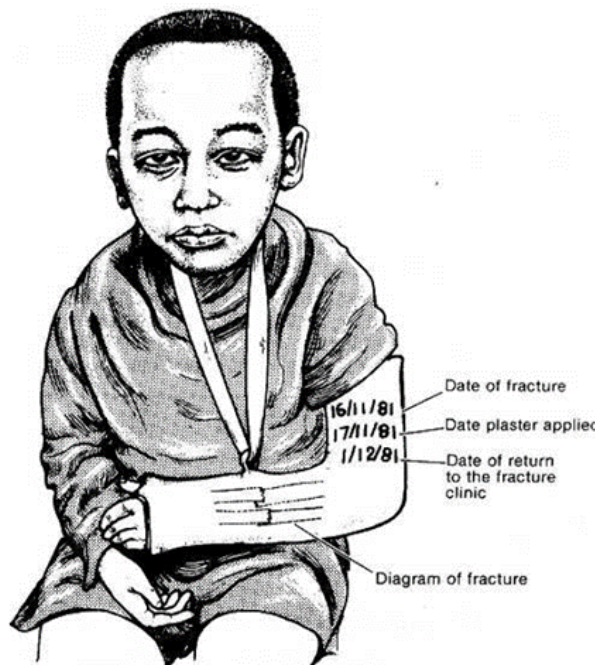 16/11/81
17/11/81
1/12/81
Date of fracture
Date plaster applied
Date of return
to the fracture
clinic
Diagram of fracture